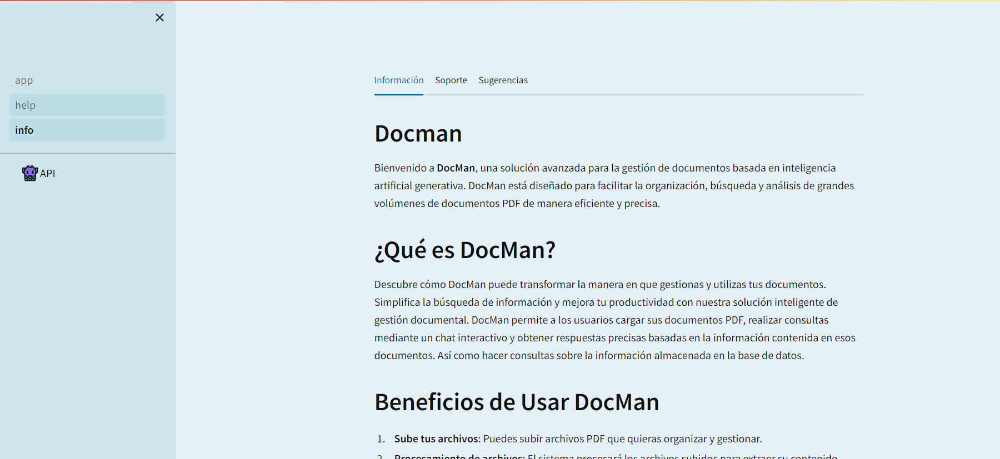 app
help
info
API
Información Soporte Sugerencias
Docman
Bienvenido a DocMan, una solución avanzada para la gestión de documentos basada en inteligencia
artificial generativa. DocMan está diseñado para facilitar la organización, búsqueda y análisis de grandes
volúmenes de documentos PDF de manera eficiente y precisa.
¿Qué es DocMan?
Descubre cómo DocMan puede transformar la manera en que gestionas y utilizas tus documentos.
Simplifica la búsqueda de información y mejora tu productividad con nuestra solución inteligente de
gestión documental. DocMan permite a los usuarios cargar sus documentos PDF, realizar consultas
mediante un chat interactivo y obtener respuestas precisas basadas en la información contenida en esos
documentos. Así como hacer consultas sobre la información almacenada en la base de datos.
Beneficios de Usar DocMan
1. Sube tus archivos: Puedes subir archivos PDF que quieras organizar y gestionar.
2. Procesamiento de archivos: El sistema procesará los archivos subidos para extraer su contenido